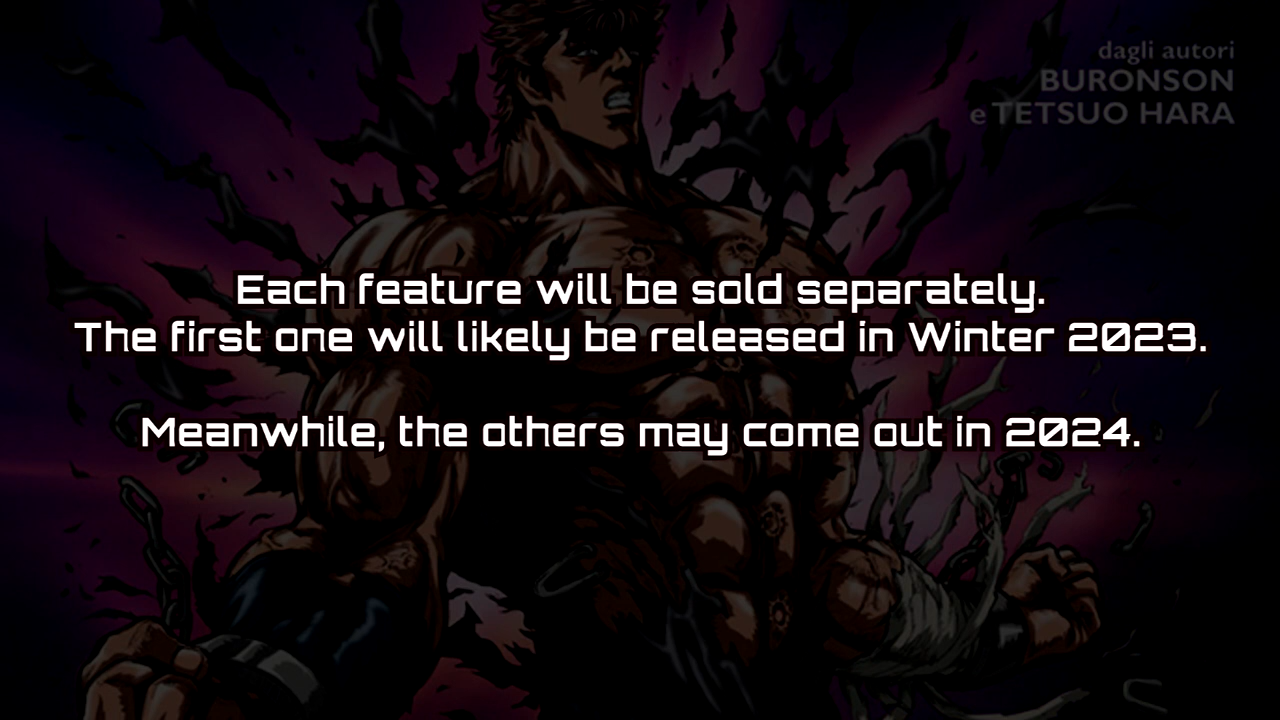 dagli autori
BURONSON
e TETSUO HARA
Each feature will be sold separately.
The first one will likely be released in Winter 2023.
Meanwhile, the others may come out in 2024.